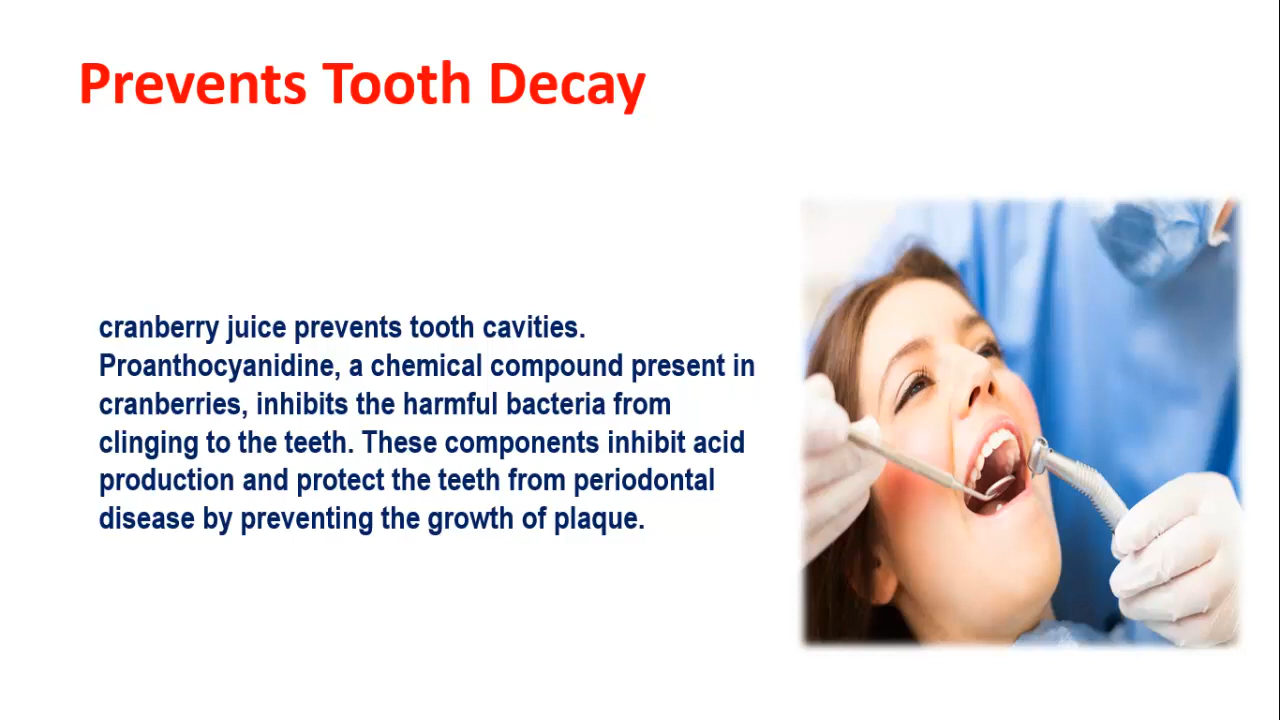 Prevents Tooth Decay
cranberry juice prevents tooth cavities.
Proanthocyanidine, a chemical compound present in
cranberries, inhibits the harmful bacteria from
clinging to the teeth. These components inhibit acid
production and protect the teeth from periodontal
disease by preventing the growth of plaque.